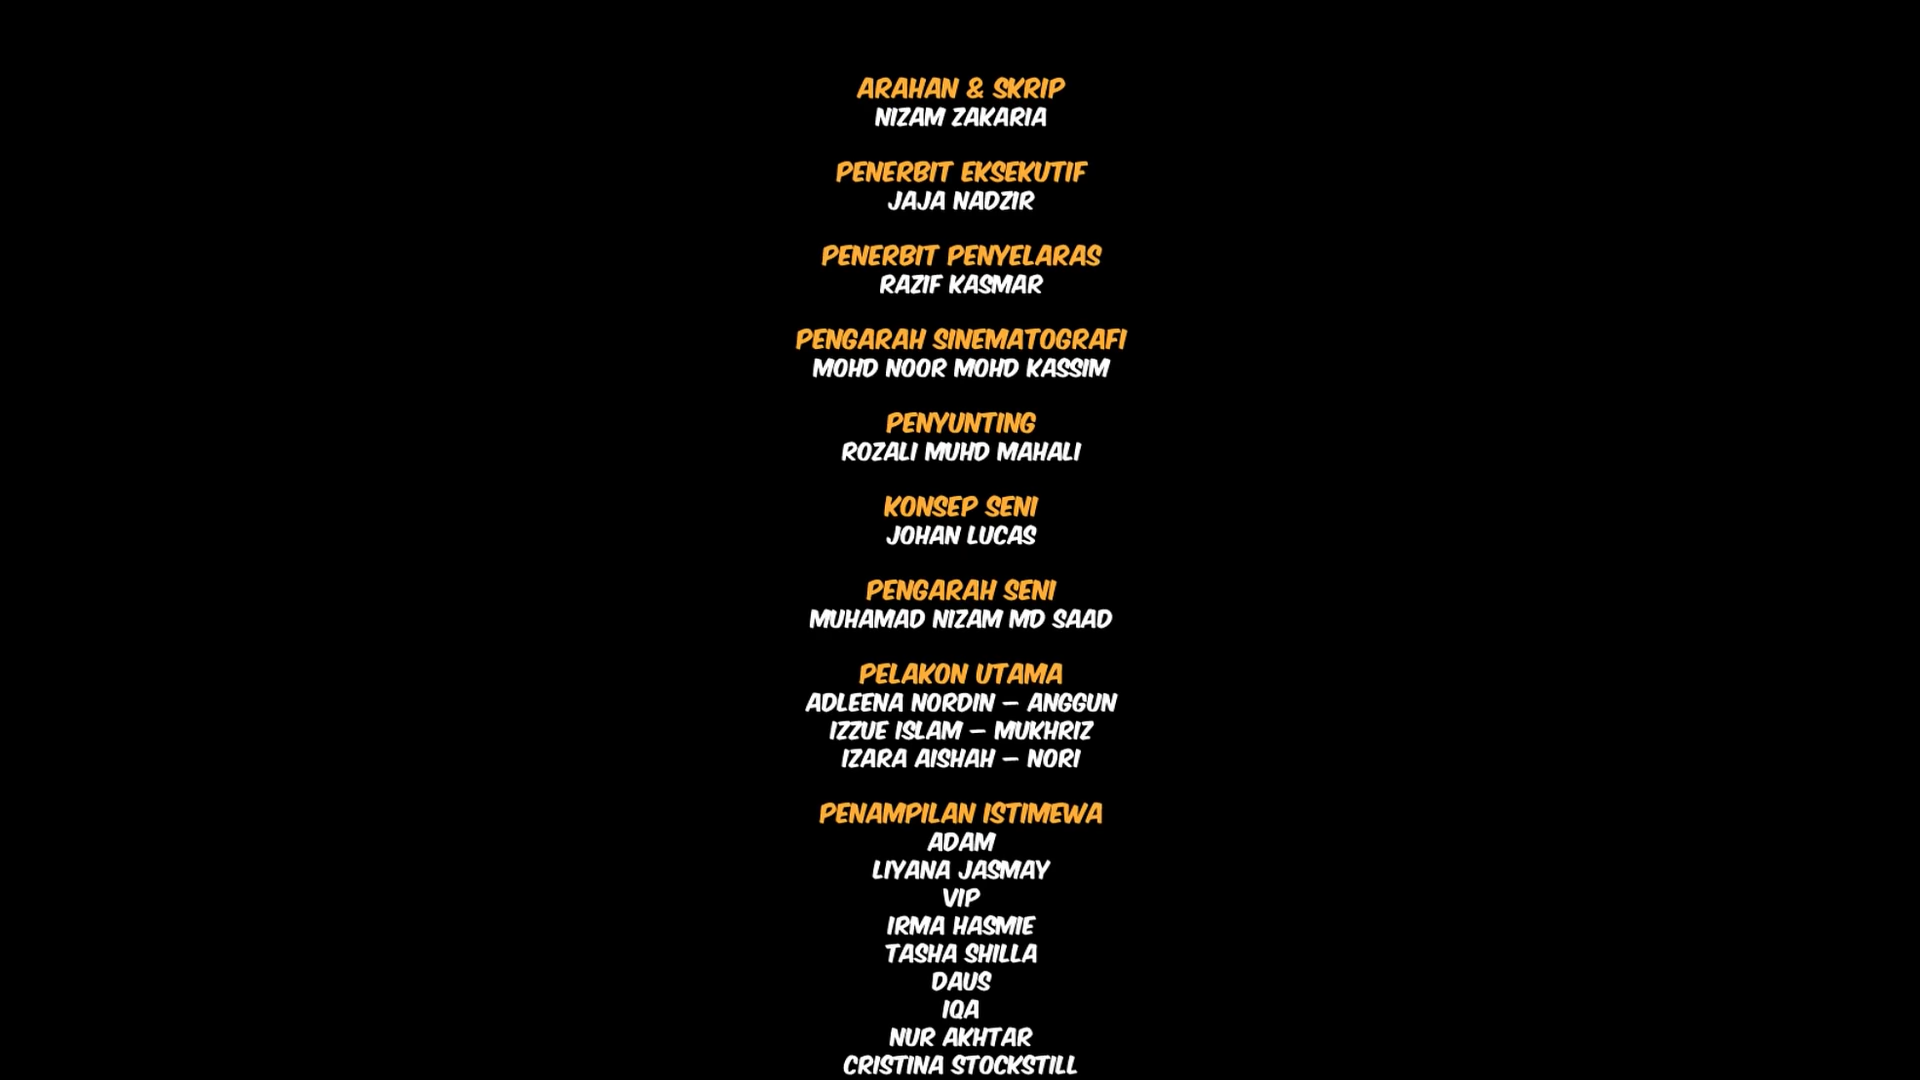 ARAHAN & SKRIP
NIZAM ZAKARIA
PENERBIT EKSEKUTIF
JAJA NADZIR
PENERBIT PENYELARAS
RAZIF KASMAR
PENGARAH SINEMATOGRAFI
MOHD NOOR MOHD KASSIM
PENYUNTING
ROZALI MUHD MAHALI
KONSEP SENI
JOHAN LUCAS
PENGARAH SENI
MUHAMAD NIZAM MD SAAD
PELAKON UTAMA
ADLEENA NORDIN – ANGGUN
IZZUE ISLAM – MUKHRIZ
IZARA AISHAH – NORI
PENAMPILAN ISTIMEWA
ADAM
LIYANA JASMAY
VIP
IRMA HASMIE
TASHA SHILLA
DAUS
IQA
NUR AKHTAR
CRISTINA STOCKSTILL